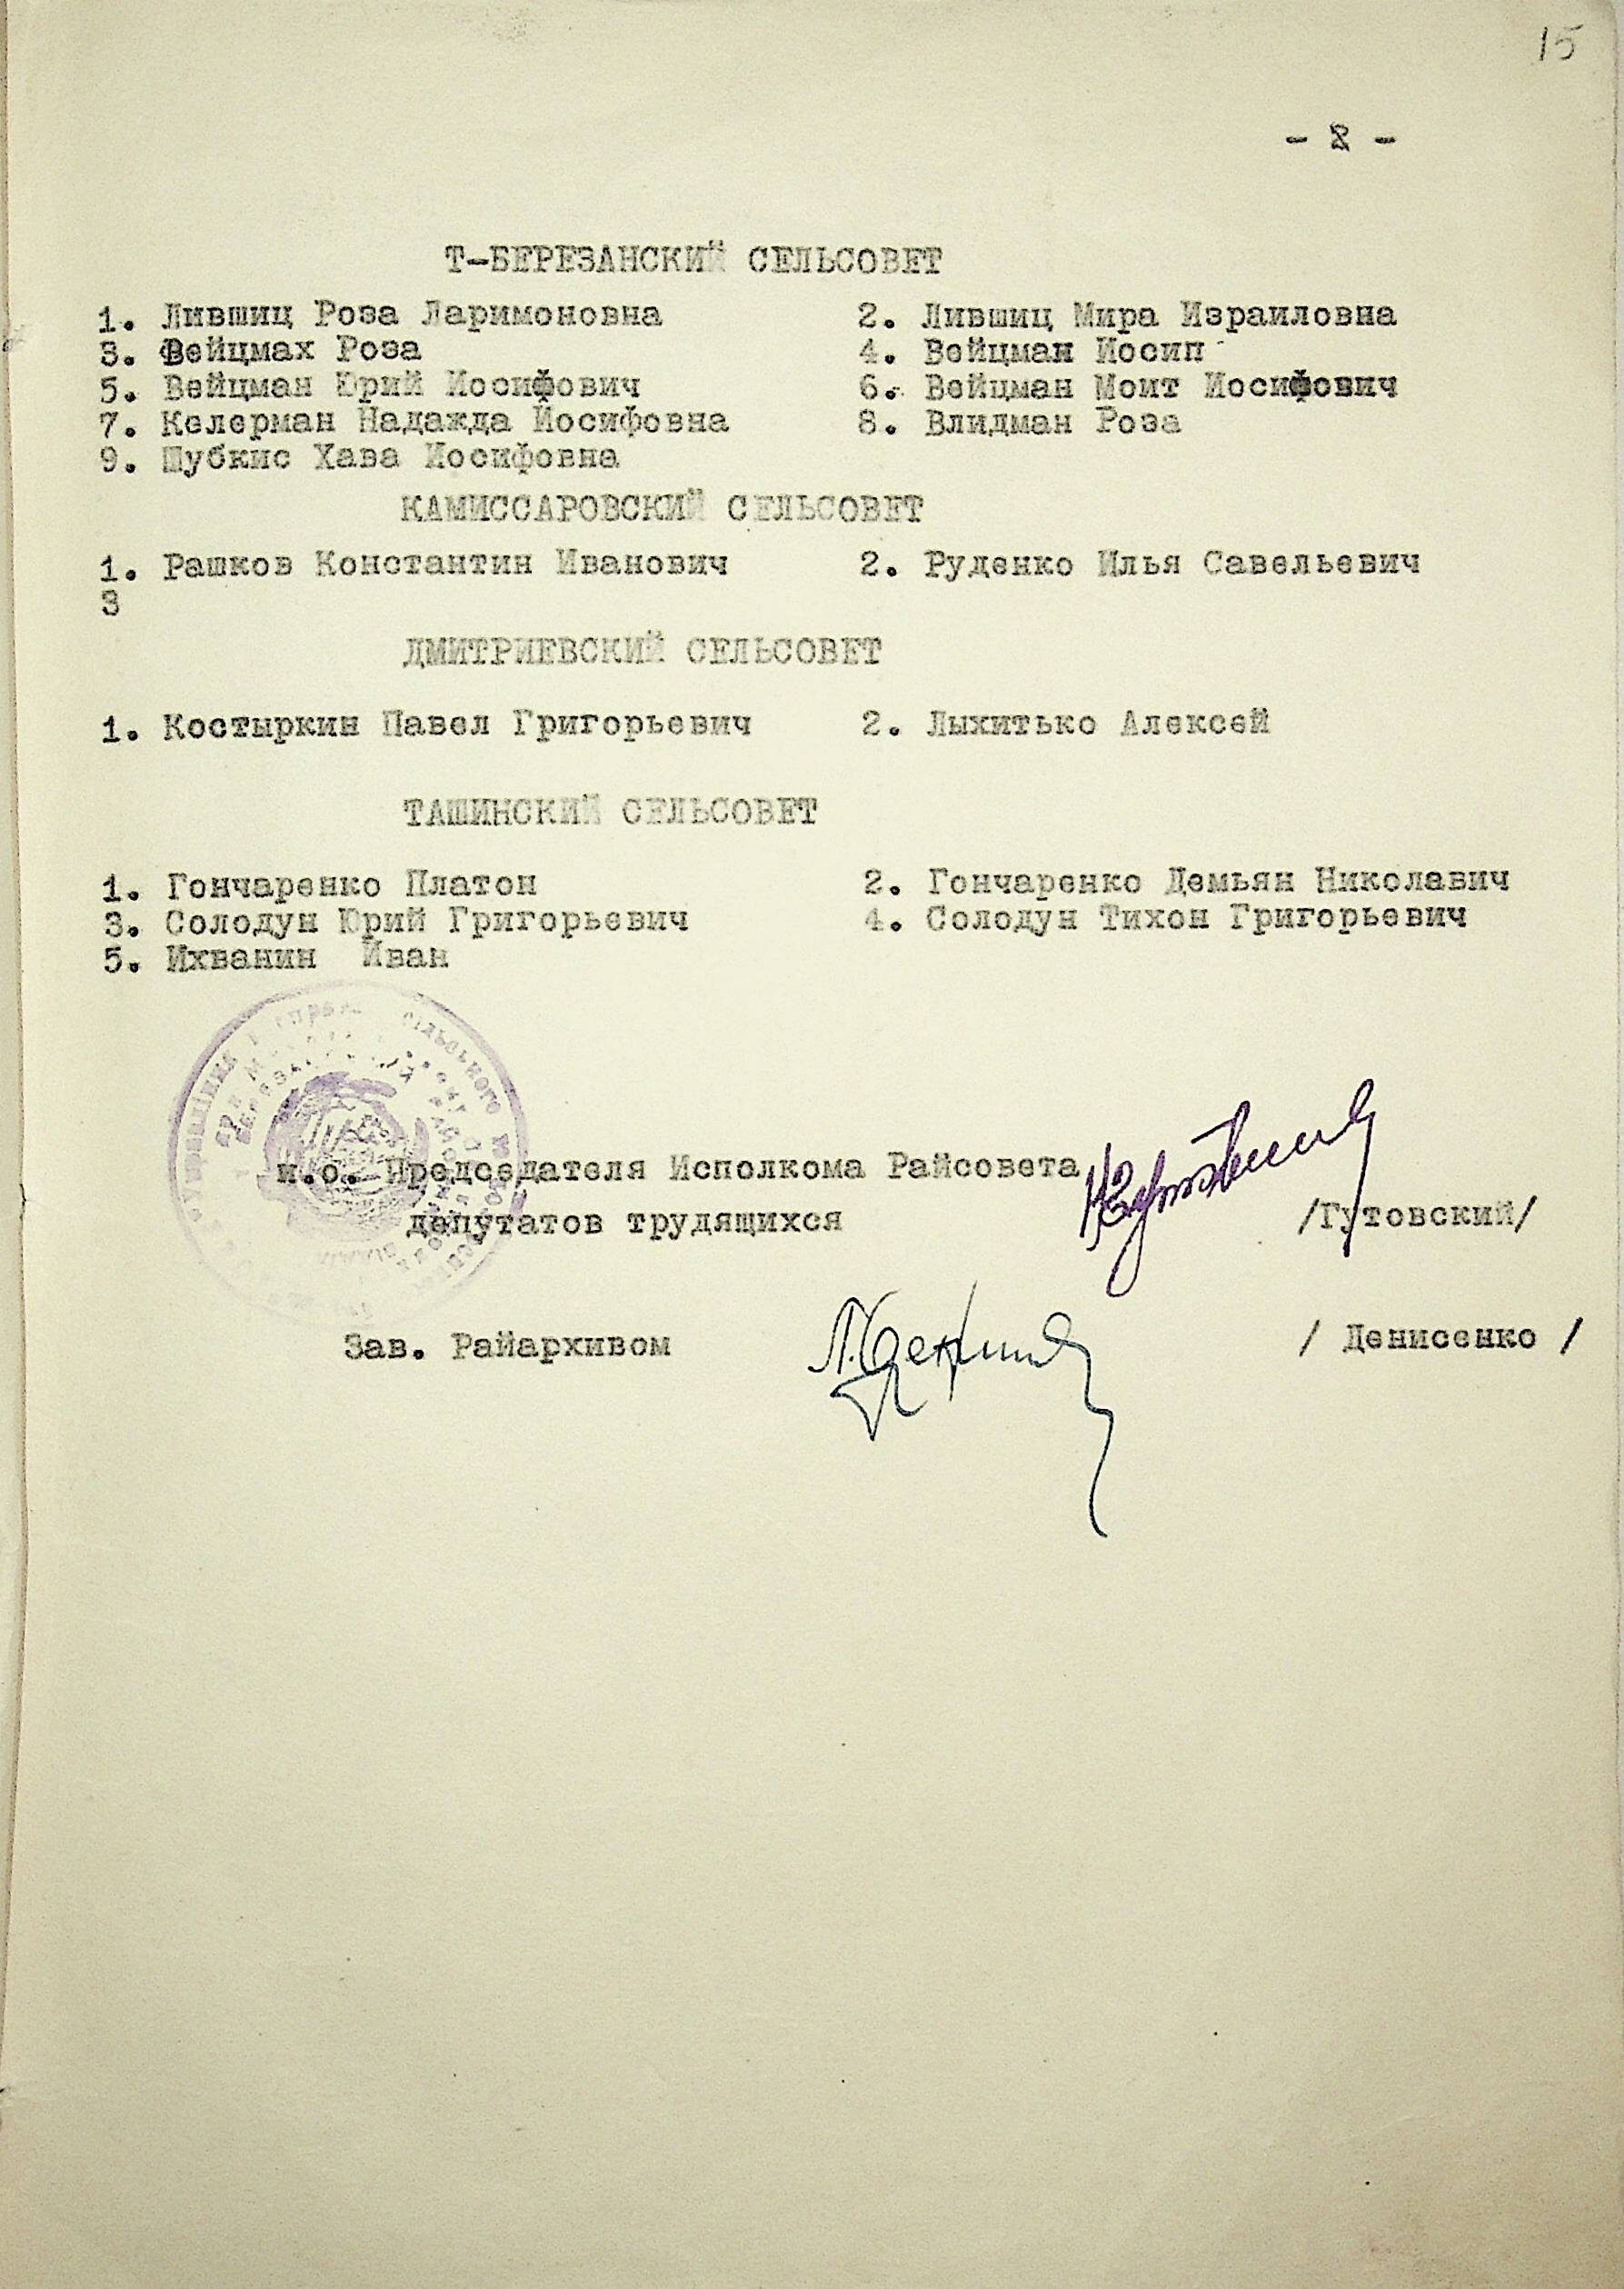 15
- 2 -
Т-БЕРЕЗАНСКИЙ СЕЛЬСОВЕТ
1. Лившиц Роза Ларимоновна 2. Лившиц Мира Израиловна
3. Вейцмах Роза 4. Вейцман Иосип
5. Вейцман Юрий Иосифович 6. Вейцман Моит Иосифович
7. Келерман Надажда Йосифовна 8. Влидман Роза
9. Шубкис Хава Иосифовна
КАМИССАРОВСКИЙ СЕЛЬСОВЕТ
1. Рашков Константин Иванович 2. Руденко Илья Савельевич
3
ДМИТРИЕВСКИЙ СЕЛЬСОВЕТ
1. Костыркин Павел Григорьевич 2. Лыхитько Алексей
ТАШИНСКИЙ СЕЛЬСОВЕТ
1. Гончаренко Платон 2. Гончаренко Демьян Николавич
3. Солодун Юрий Григорьевич 4. Солодун Тихон Григорьевич
5. Ихванин Иван
и.о. Председателя Исполкома Райсовета
депутатов трудящихся /Гутовский/
Зав. Райархивом / Денисенко /